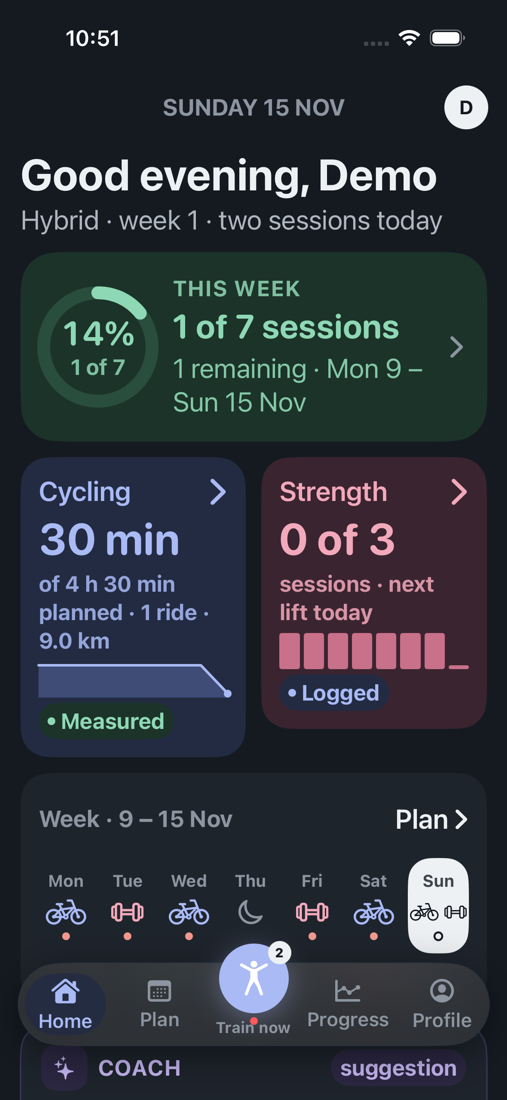 10:51
SUNDAY 15 NOV
D
Good evening, Demo
Hybrid · week 1 · two sessions today
14%
1 of 7
THIS WEEK
1 of 7 sessions
1 remaining · Mon 9 –
Sun 15 Nov
Cycling
30 min
of 4 h 30 min
planned · 1 ride ·
9.0 km
• Measured
Strength
0 of 3
sessions · next
lift today
• Logged
Week · 9 – 15 Nov
Plan
Mon Tue Wed Thu Fri Sat Sun
2
Home Plan Train now Progress Profile
COACH
suggestion